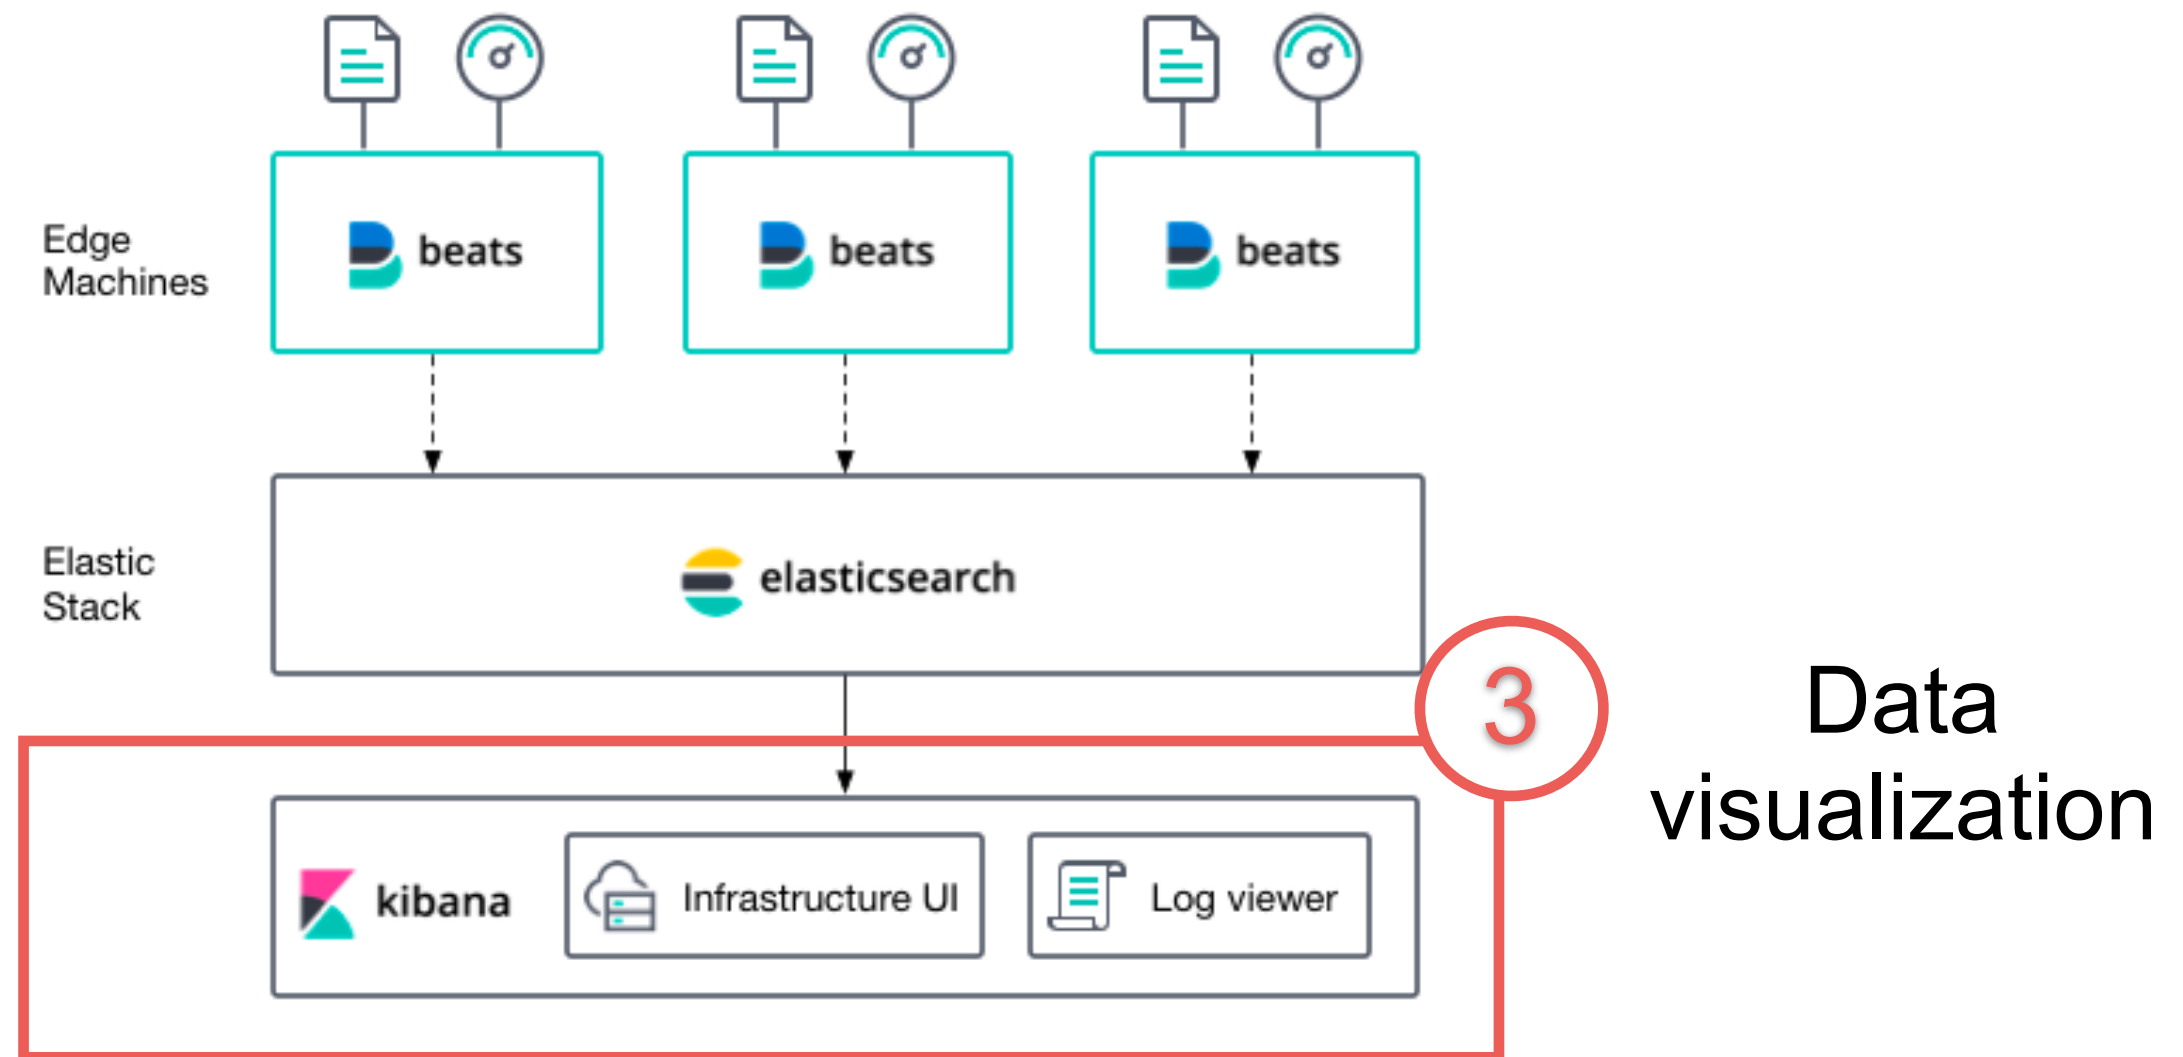 Edge
Machines
beats
beats
beats
Elastic
Stack
elasticsearch
3
Data
visualization
kibana
Infrastructure UI
Log viewer